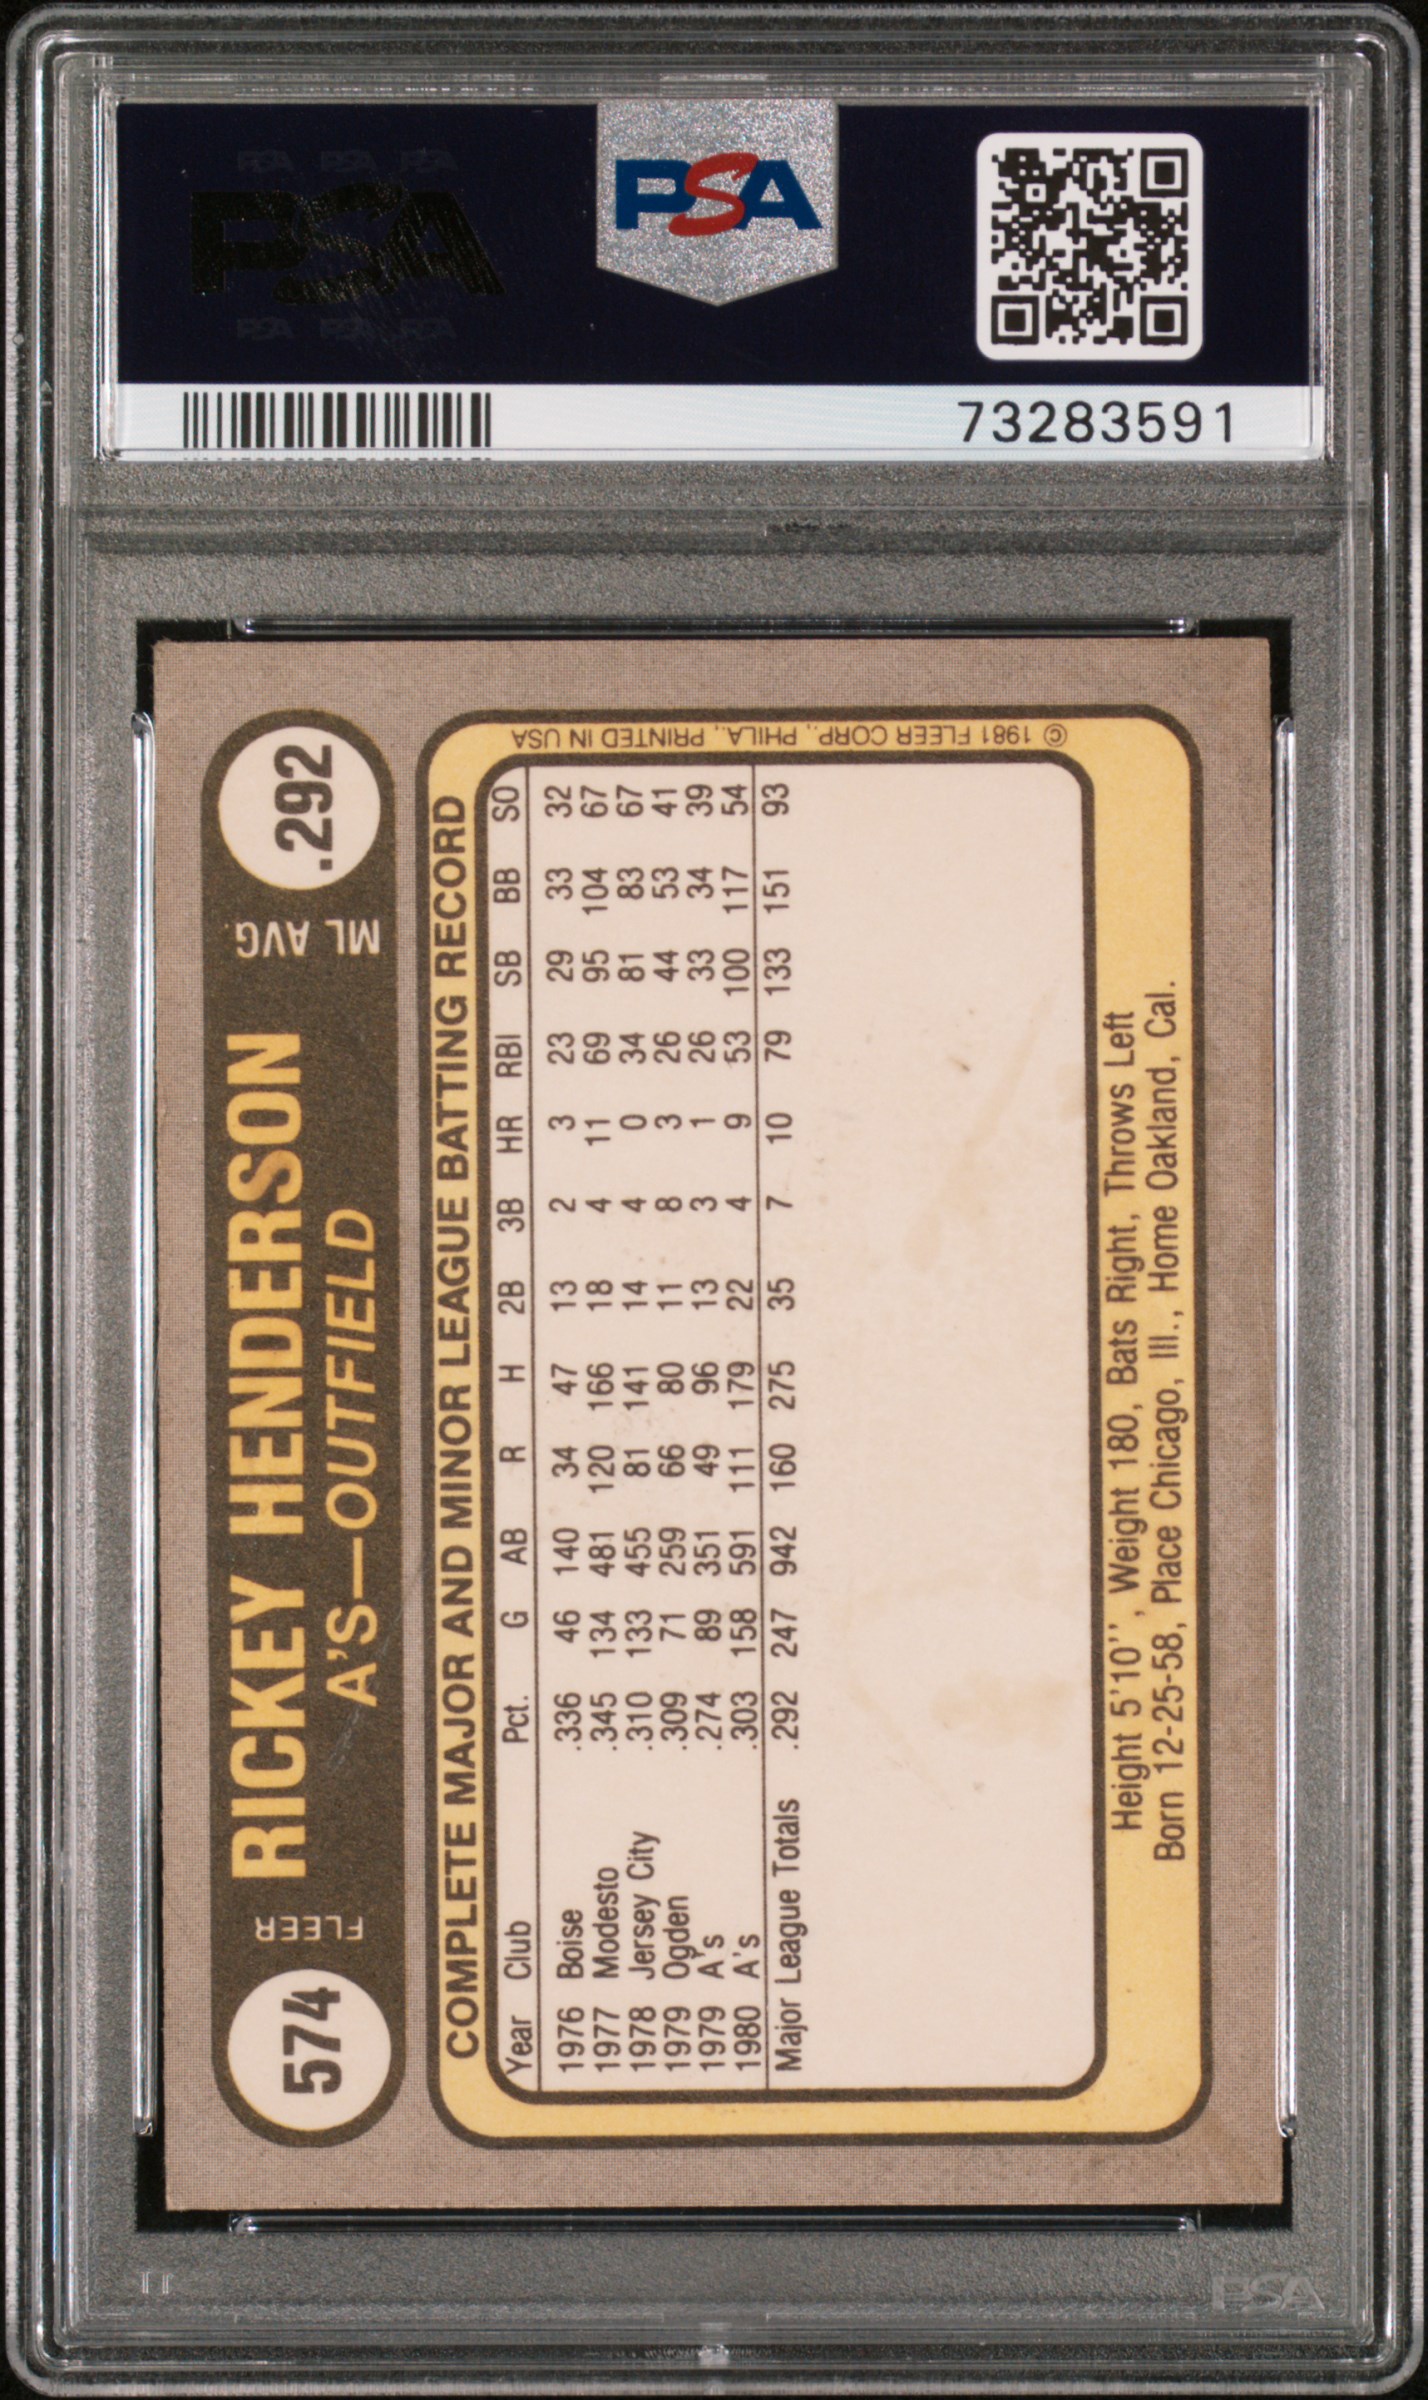 PSA PSA PSA
PSA
PSA PSA PSA
PSA
73283591
574
FLEER
RICKEY HENDERSON
A'S—OUTFIELD
ML AVG.
.292
COMPLETE MAJOR AND MINOR LEAGUE BATTING RECORD
Year Club Pct. G AB R H 2B 3B HR RBI SB BB SO
1976 Boise .336 46 140 34 47 13 2 3 23 29 33 32
1977 Modesto .345 134 481 120 166 18 4 11 69 95 104 67
1978 Jersey City .310 133 455 81 141 14 4 0 34 81 83 67
1979 Ogden .309 71 259 66 80 11 8 3 26 44 53 41
1979 A's .274 89 351 49 96 13 3 1 26 33 34 39
1980 A's .303 158 591 111 179 22 4 9 53 100 117 54
Major League Totals .292 247 942 160 275 35 7 10 79 133 151 93
© 1981 FLEER CORP., PHILA., PRINTED IN USA
Height 5'10'', Weight 180, Bats Right, Throws Left
Born 12-25-58, Place Chicago, Ill., Home Oakland, Cal.
PSA